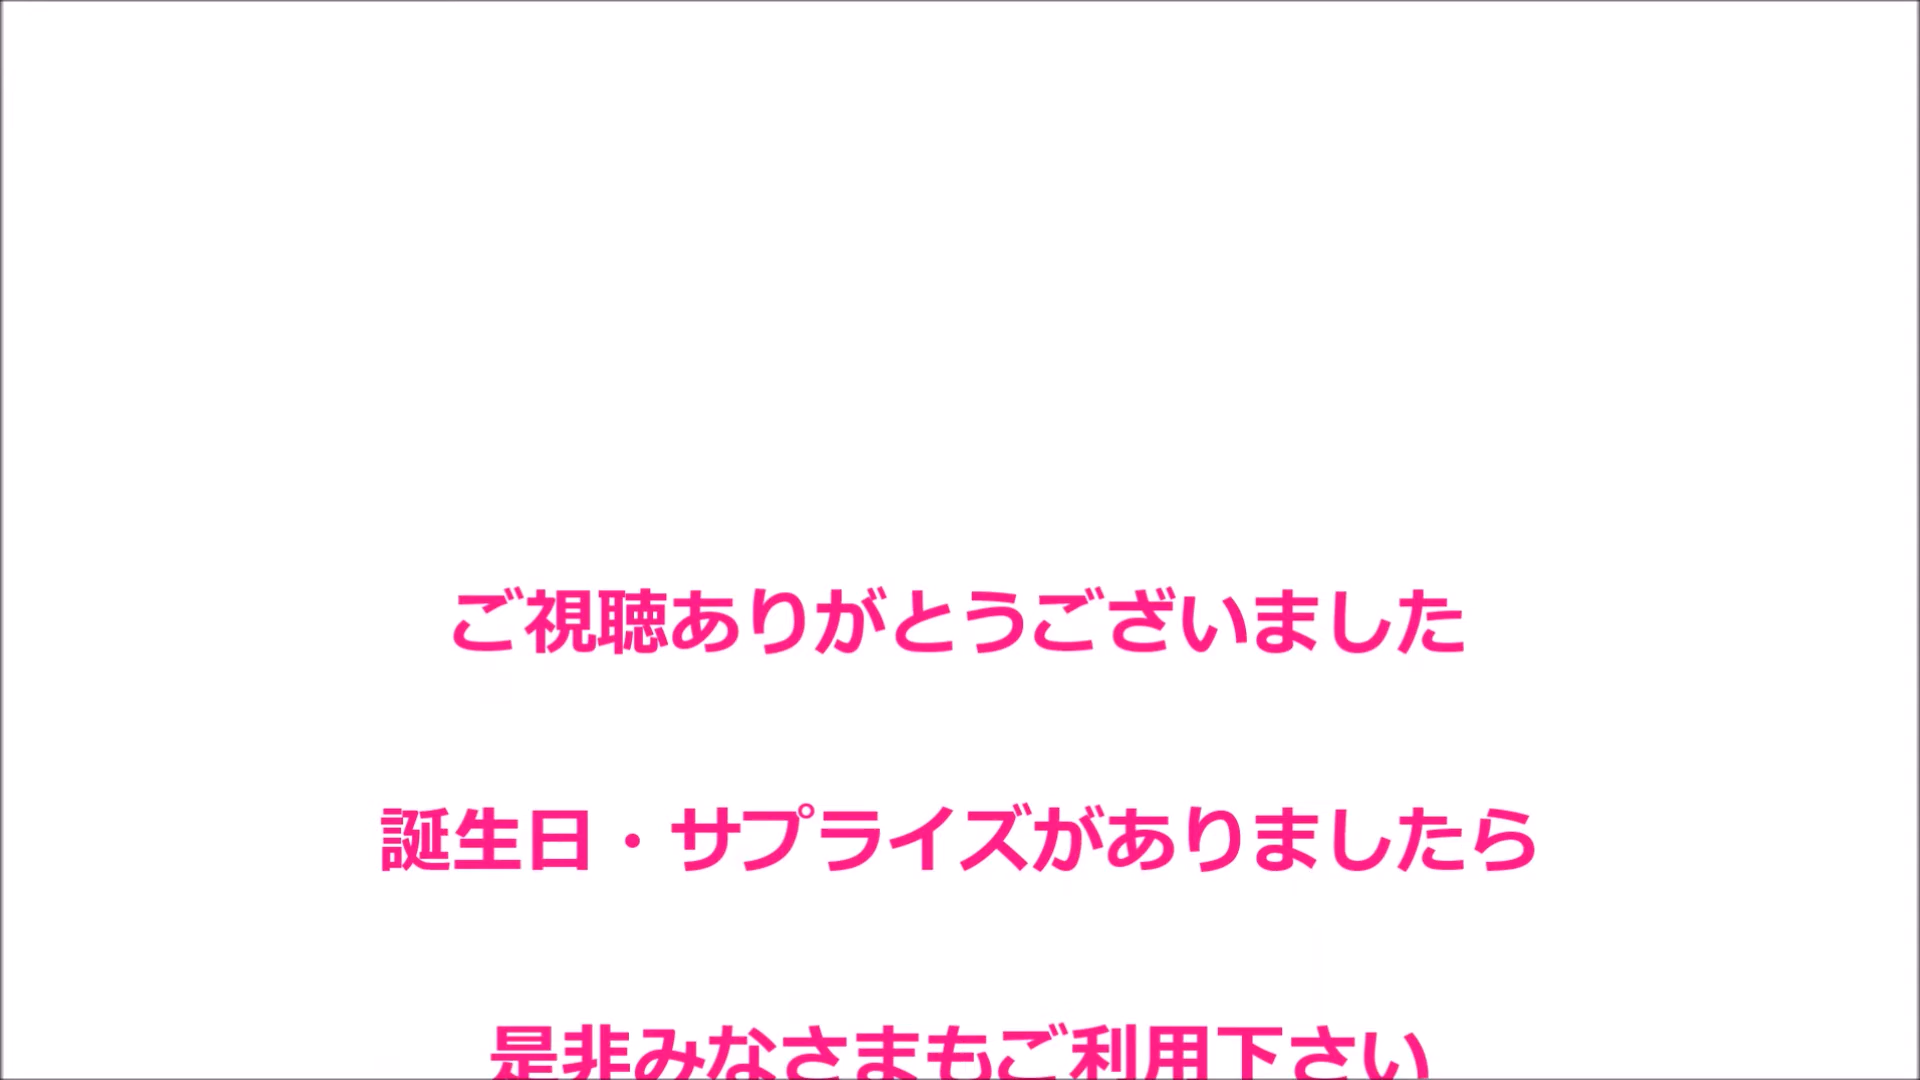 ご視聴ありがとうございました
誕生日・サプライズがありましたら
是非みなさまもご利用下さい